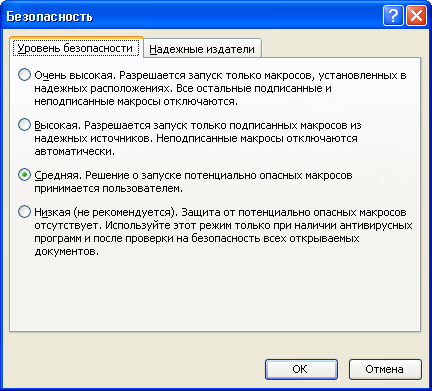 Безопасность
Уровень безопасности
Надежные издатели
Очень высокая. Разрешается запуск только макросов, установленных в
надежных расположениях. Все остальные подписанные и
неподписанные макросы отключаются.
Высокая. Разрешается запуск только подписанных макросов из
надежных источников. Неподписанные макросы отключаются
автоматически.
Средняя. Решение о запуске потенциально опасных макросов
принимается пользователем.
Низкая (не рекомендуется). Защита от потенциально опасных макросов
отсутствует. Используйте этот режим только при наличии антивирусных
программ и после проверки на безопасность всех открываемых
документов.
ОК
Отмена